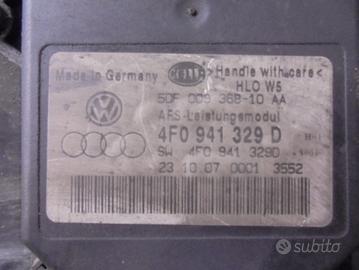 Made in Germany HELLA >Handle with care<
HLO W5
5DF 009 368-10 AA
AFS-Leistungsmodul
4F0 941 329 D H-
SW 4F0 941 329D
23 10 07 0001 3552
subito